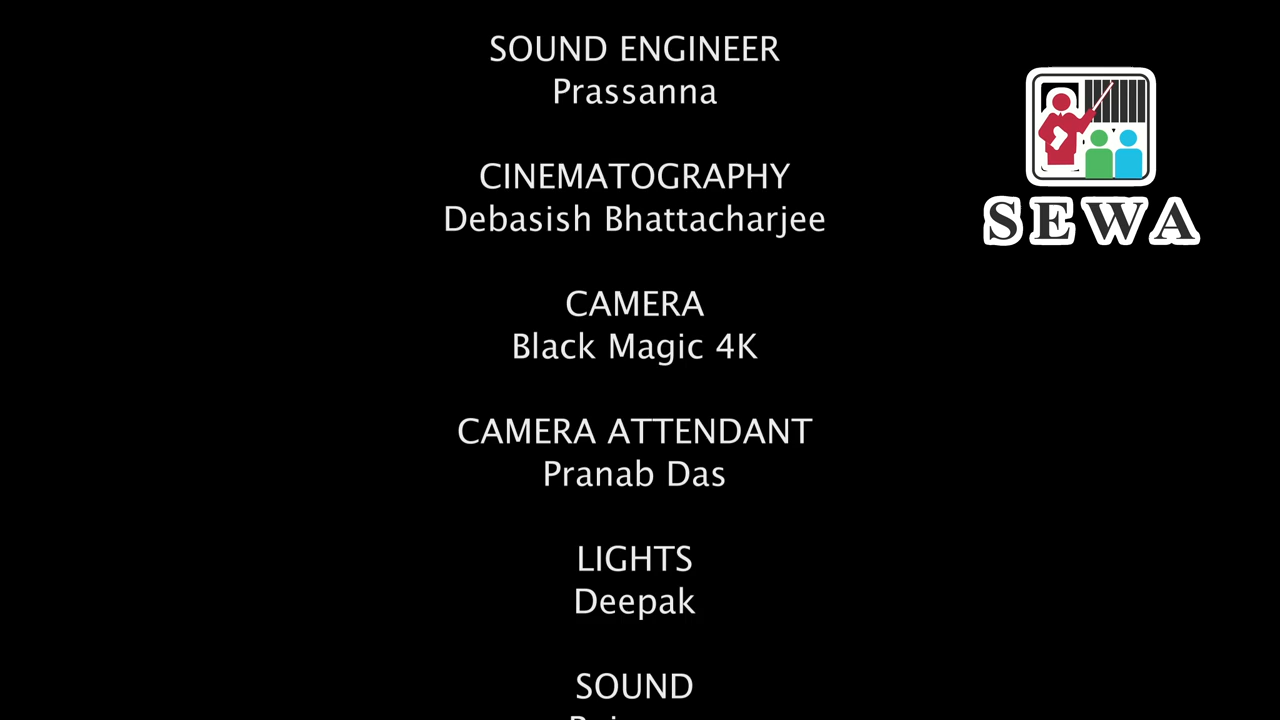 SOUND ENGINEER
Prassanna
CINEMATOGRAPHY
Debasish Bhattacharjee
CAMERA
Black Magic 4K
CAMERA ATTENDANT
Pranab Das
LIGHTS
Deepak
SOUND
SEWA